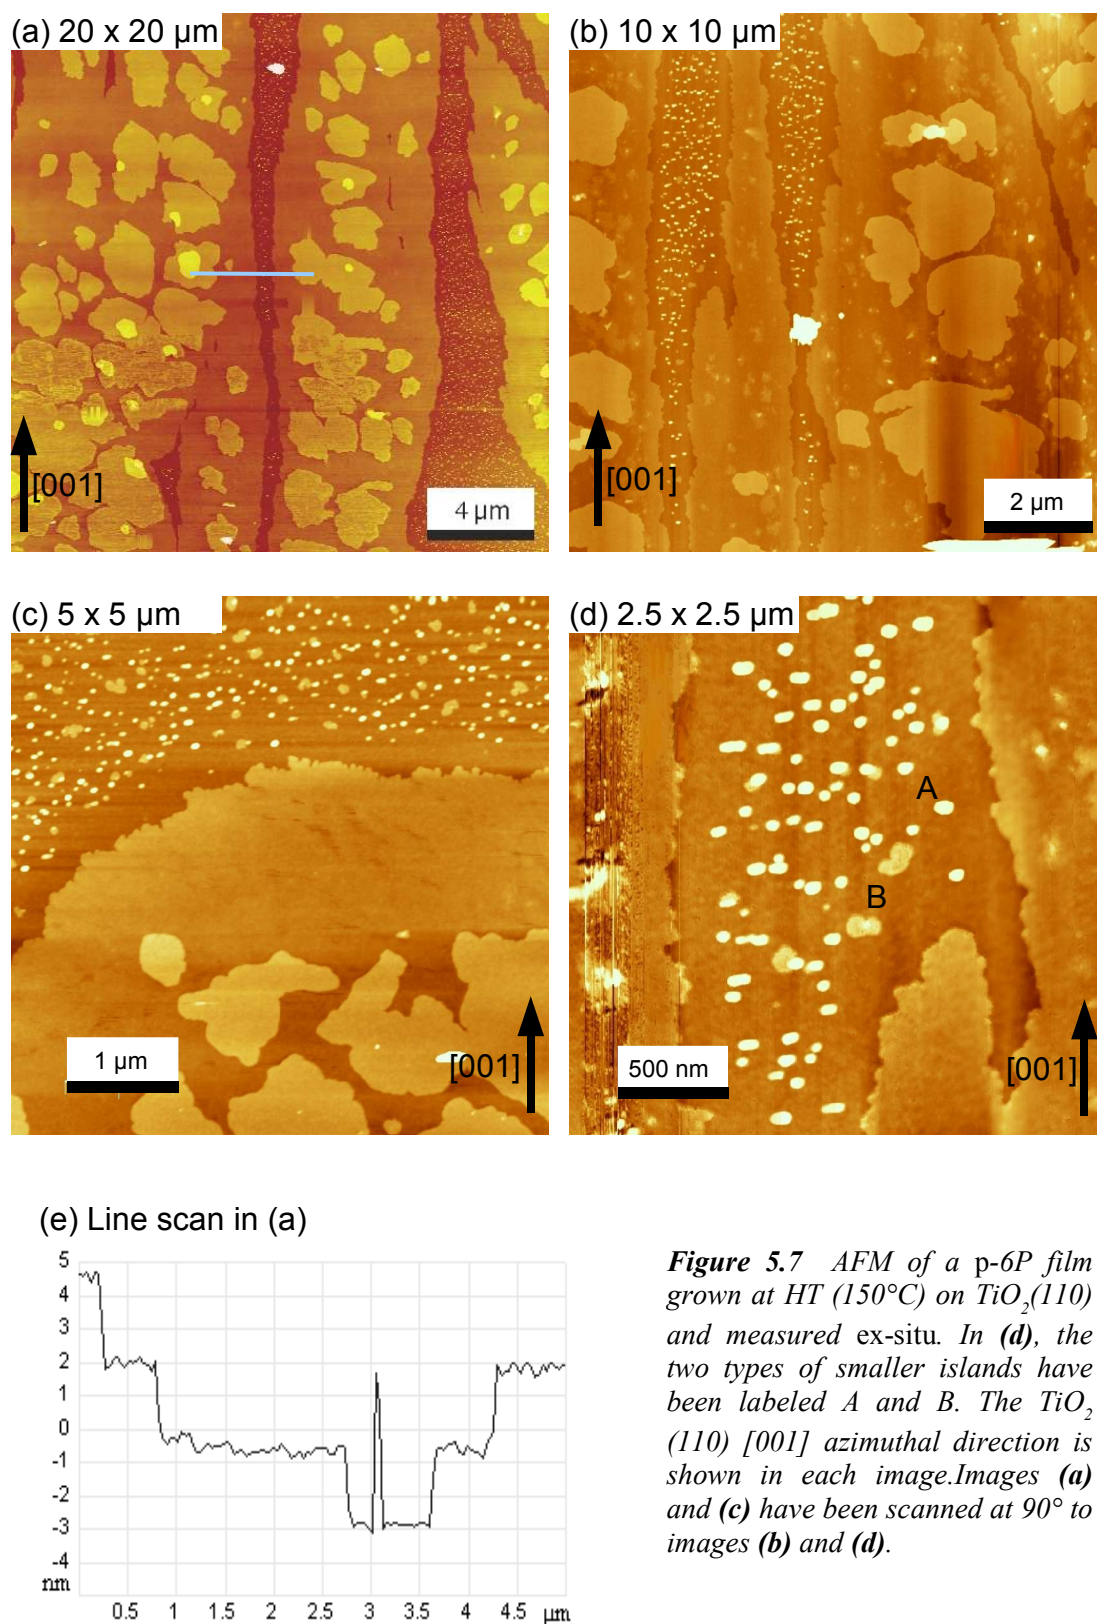 (a) 20 x 20 µm
(b) 10 x 10 µm
[001]
4 µm
[001]
2 µm
(c) 5 x 5 µm
(d) 2.5 x 2.5 µm
A
B
1 µm
[001]
500 nm
[001]
(e) Line scan in (a)
5
4
3
2
1
0
-1
-2
-3
-4
nm
0.5 1 1.5 2 2.5 3 3.5 4 4.5 µm
Figure 5.7 AFM of a p-6P film
grown at HT (150°C) on TiO₂(110)
and measured ex-situ. In (d), the
two types of smaller islands have
been labeled A and B. The TiO₂
(110) [001] azimuthal direction is
shown in each image.Images (a)
and (c) have been scanned at 90° to
images (b) and (d).